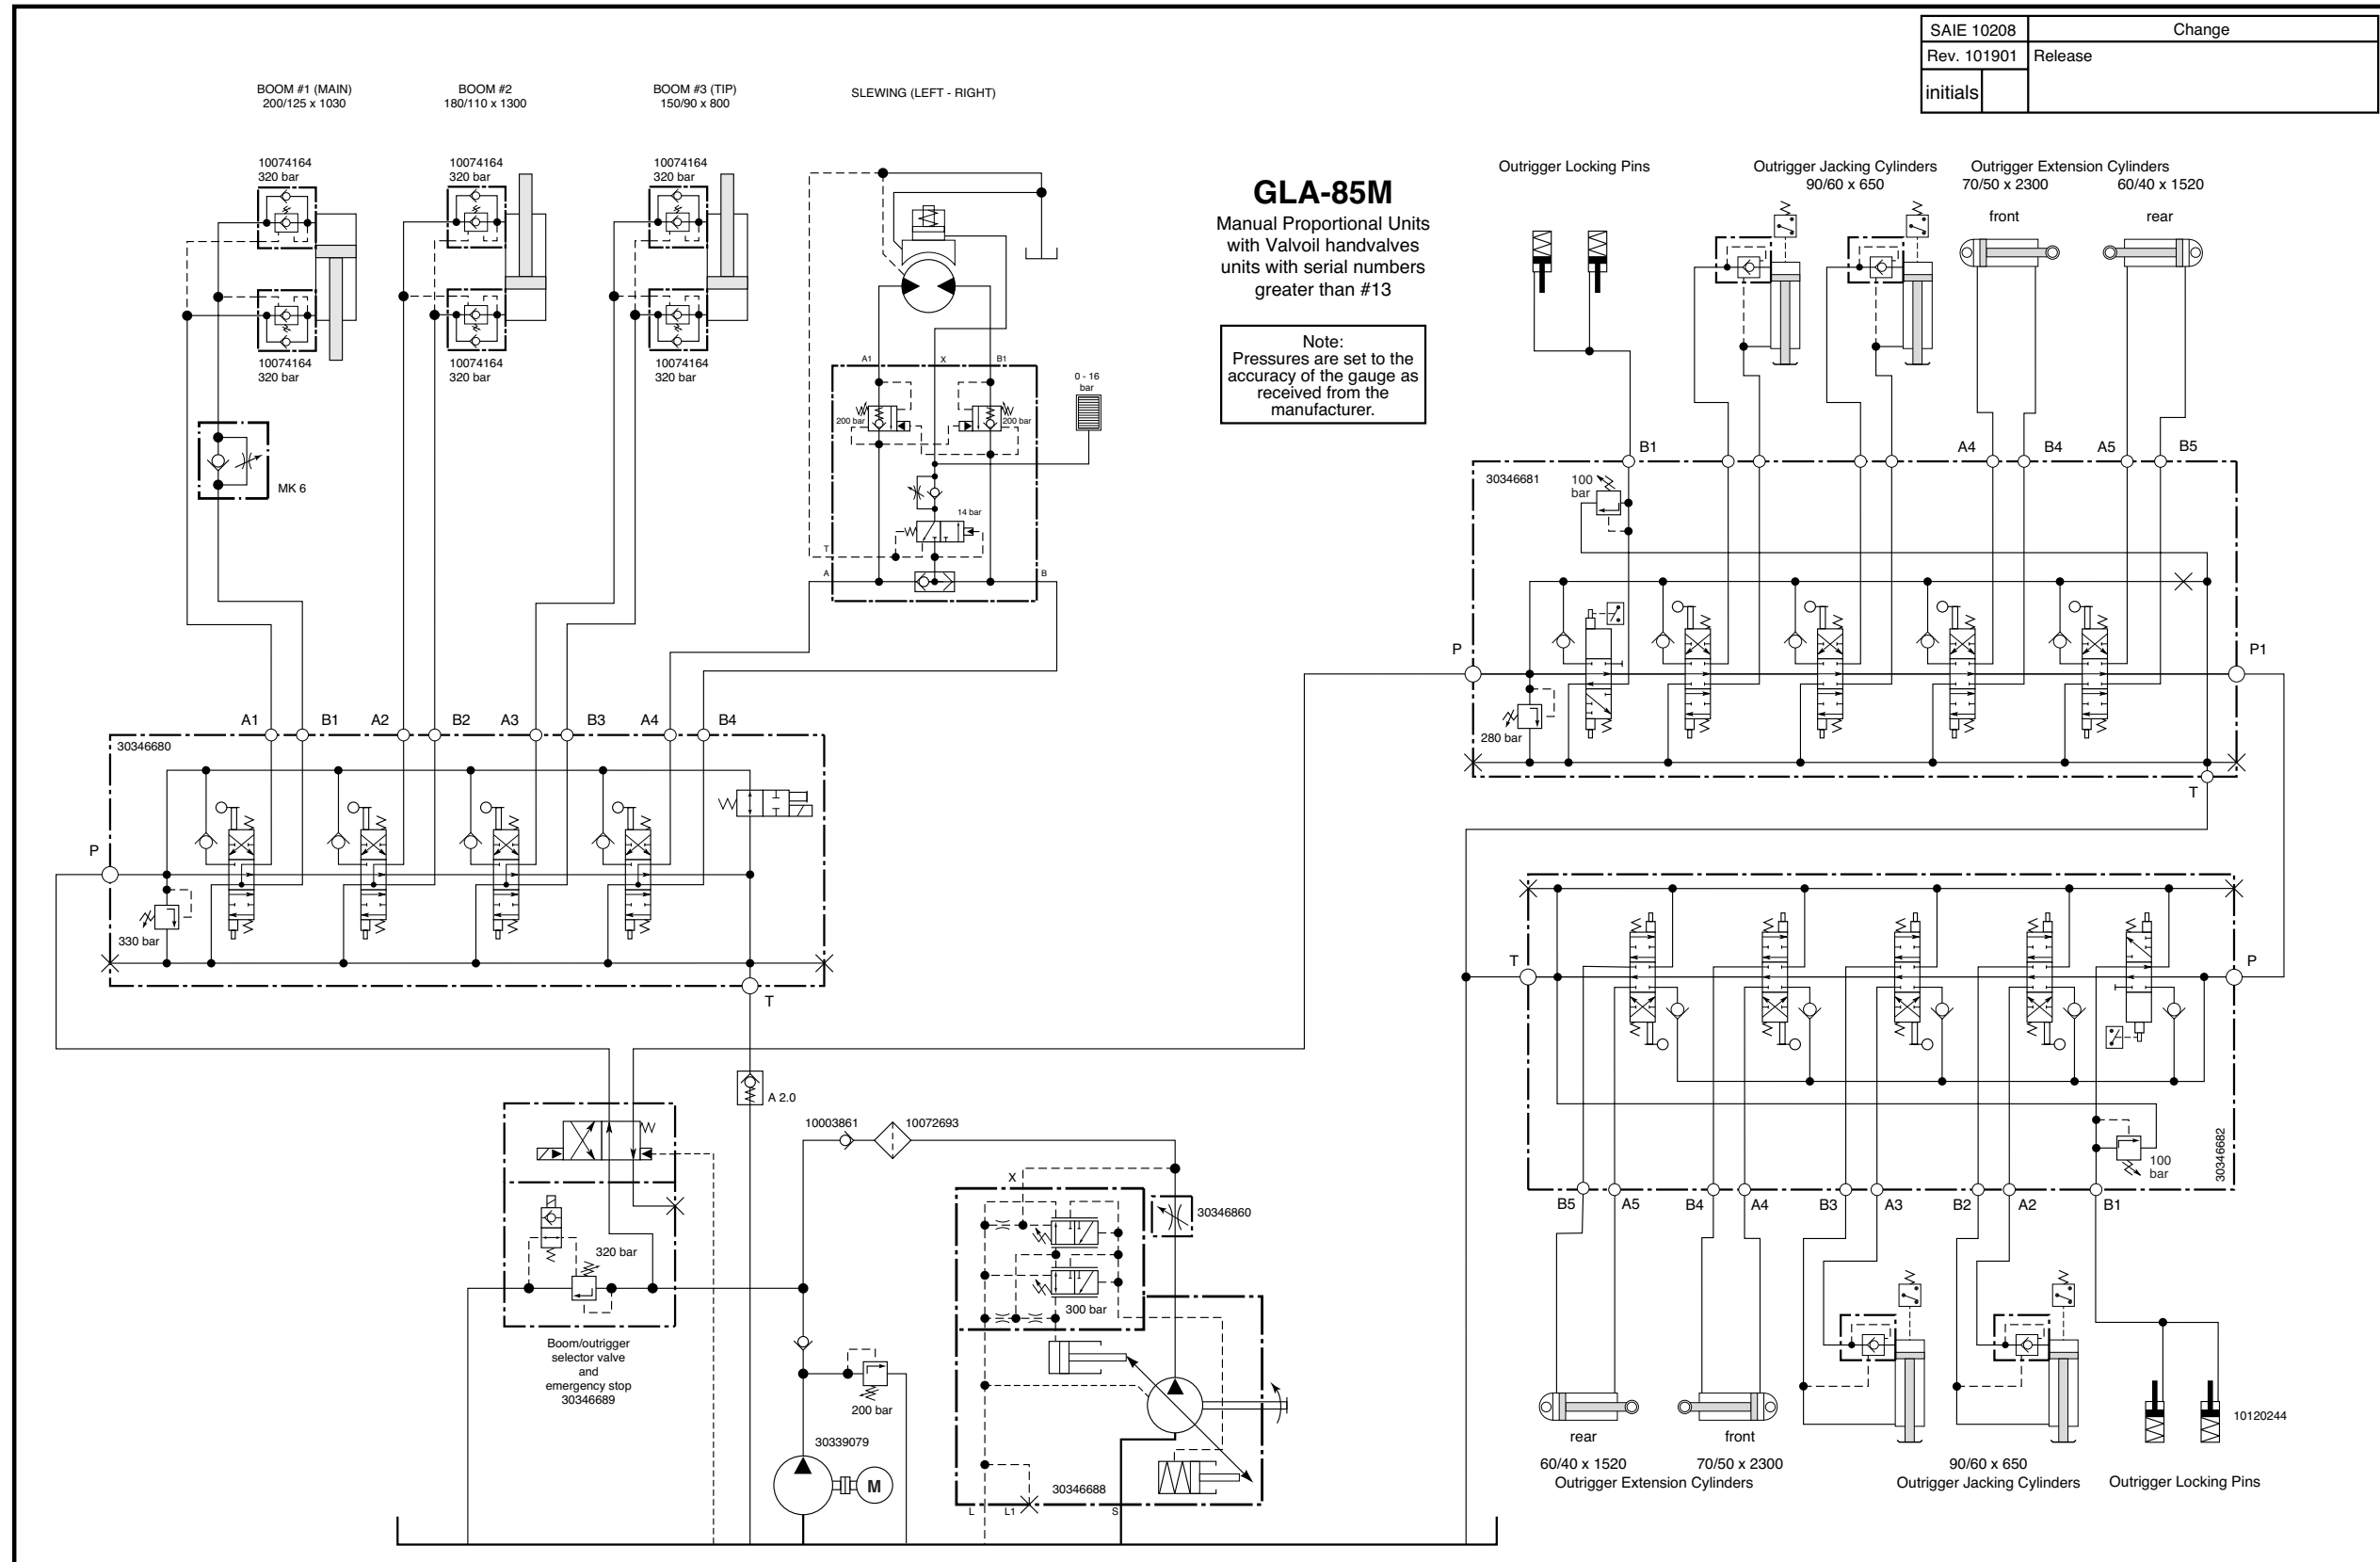 SAIE 10208 Change
Rev. 101901 Release
initials
BOOM #1 (MAIN)
200/125 x 1030
BOOM #2
180/110 x 1300
BOOM #3 (TIP)
150/90 x 800
SLEWING (LEFT - RIGHT)
10074164
320 bar
10074164
320 bar
10074164
320 bar
10074164
320 bar
10074164
320 bar
10074164
320 bar
MK 6
A1
X
B1
200 bar
200 bar
0 - 16
bar
14 bar
T
A
B
GLA-85M
Manual Proportional Units
with Valvoil handvalves
units with serial numbers
greater than #13
Note:
Pressures are set to the
accuracy of the gauge as
received from the
manufacturer.
Outrigger Locking Pins
Outrigger Jacking Cylinders
90/60 x 650
Outrigger Extension Cylinders
70/50 x 2300
60/40 x 1520
front
rear
B1
A4
B4
A5
B5
30346681
100
bar
P
P1
280 bar
T
A1
B1
A2
B2
A3
B3
A4
B4
30346680
P
330 bar
T
A 2.0
T
P
100
bar
30346682
B5
A5
B4
A4
B3
A3
B2
A2
B1
320 bar
Boom/outrigger
selector valve
and
emergency stop
30346689
10003861
10072693
X
30346860
300 bar
200 bar
30339079
M
30346688
L
L1
S
rear
front
60/40 x 1520
70/50 x 2300
Outrigger Extension Cylinders
90/60 x 650
Outrigger Jacking Cylinders
10120244
Outrigger Locking Pins